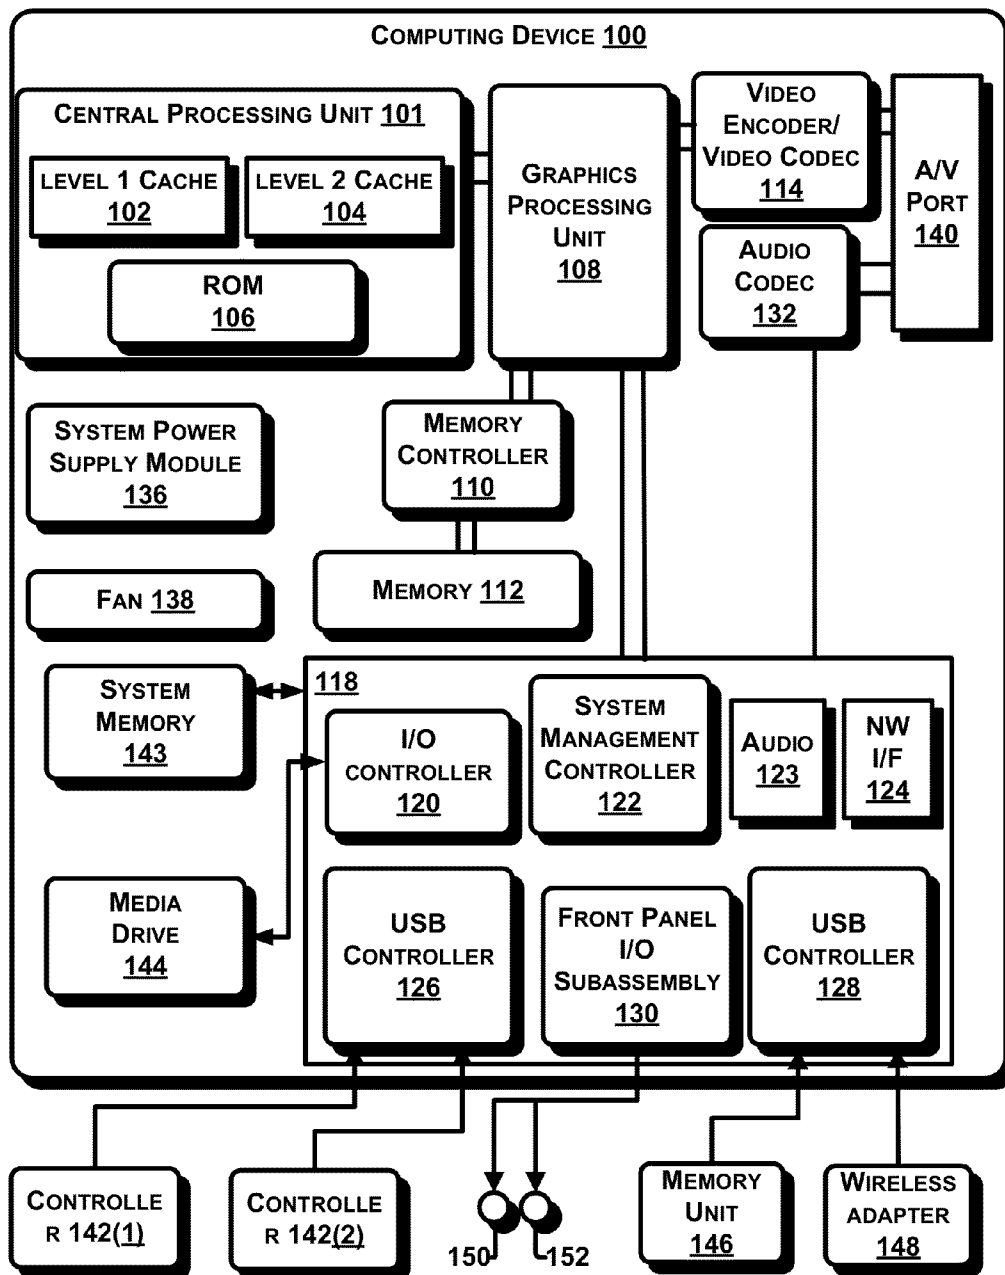 COMPUTING DEVICE 100
CENTRAL PROCESSING UNIT 101
LEVEL 1 CACHE
102
LEVEL 2 CACHE
104
ROM
106
GRAPHICS
PROCESSING
UNIT
108
VIDEO
ENCODER/
VIDEO CODEC
114
A/V
PORT
140
AUDIO
CODEC
132
SYSTEM POWER
SUPPLY MODULE
136
MEMORY
CONTROLLER
110
FAN 138
MEMORY 112
SYSTEM
MEMORY
143
118
I/O
CONTROLLER
120
SYSTEM
MANAGEMENT
CONTROLLER
122
AUDIO
123
NW
I/F
124
MEDIA
DRIVE
144
USB
CONTROLLER
126
FRONT PANEL
I/O
SUBASSEMBLY
130
USB
CONTROLLER
128
CONTROLLE
R 142(1)
CONTROLLE
R 142(2)
150
152
MEMORY
UNIT
146
WIRELESS
ADAPTER
148